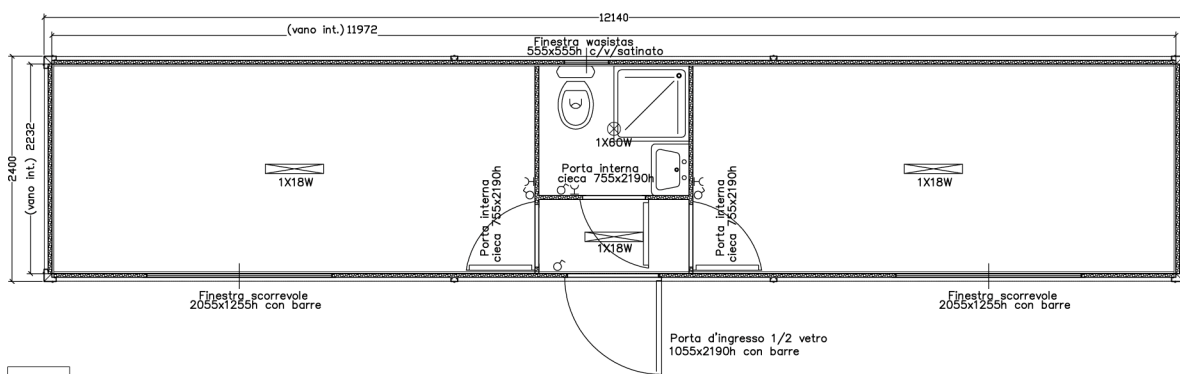 12140
(vano int.) 11972
Finestra wasistas
555x555h c/v/satinato
2400
(vano int.) 2232
1X60W
1X18W
1X18W
Porta interna
cieca 755x2190h
Porta interna
cieca 755x2190h
Porta interna
cieca 755x2190h
1X18W
Finestra scorrevole
2055x1255h con barre
Finestra scorrevole
2055x1255h con barre
Porta d'ingresso 1/2 vetro
1055x2190h con barre